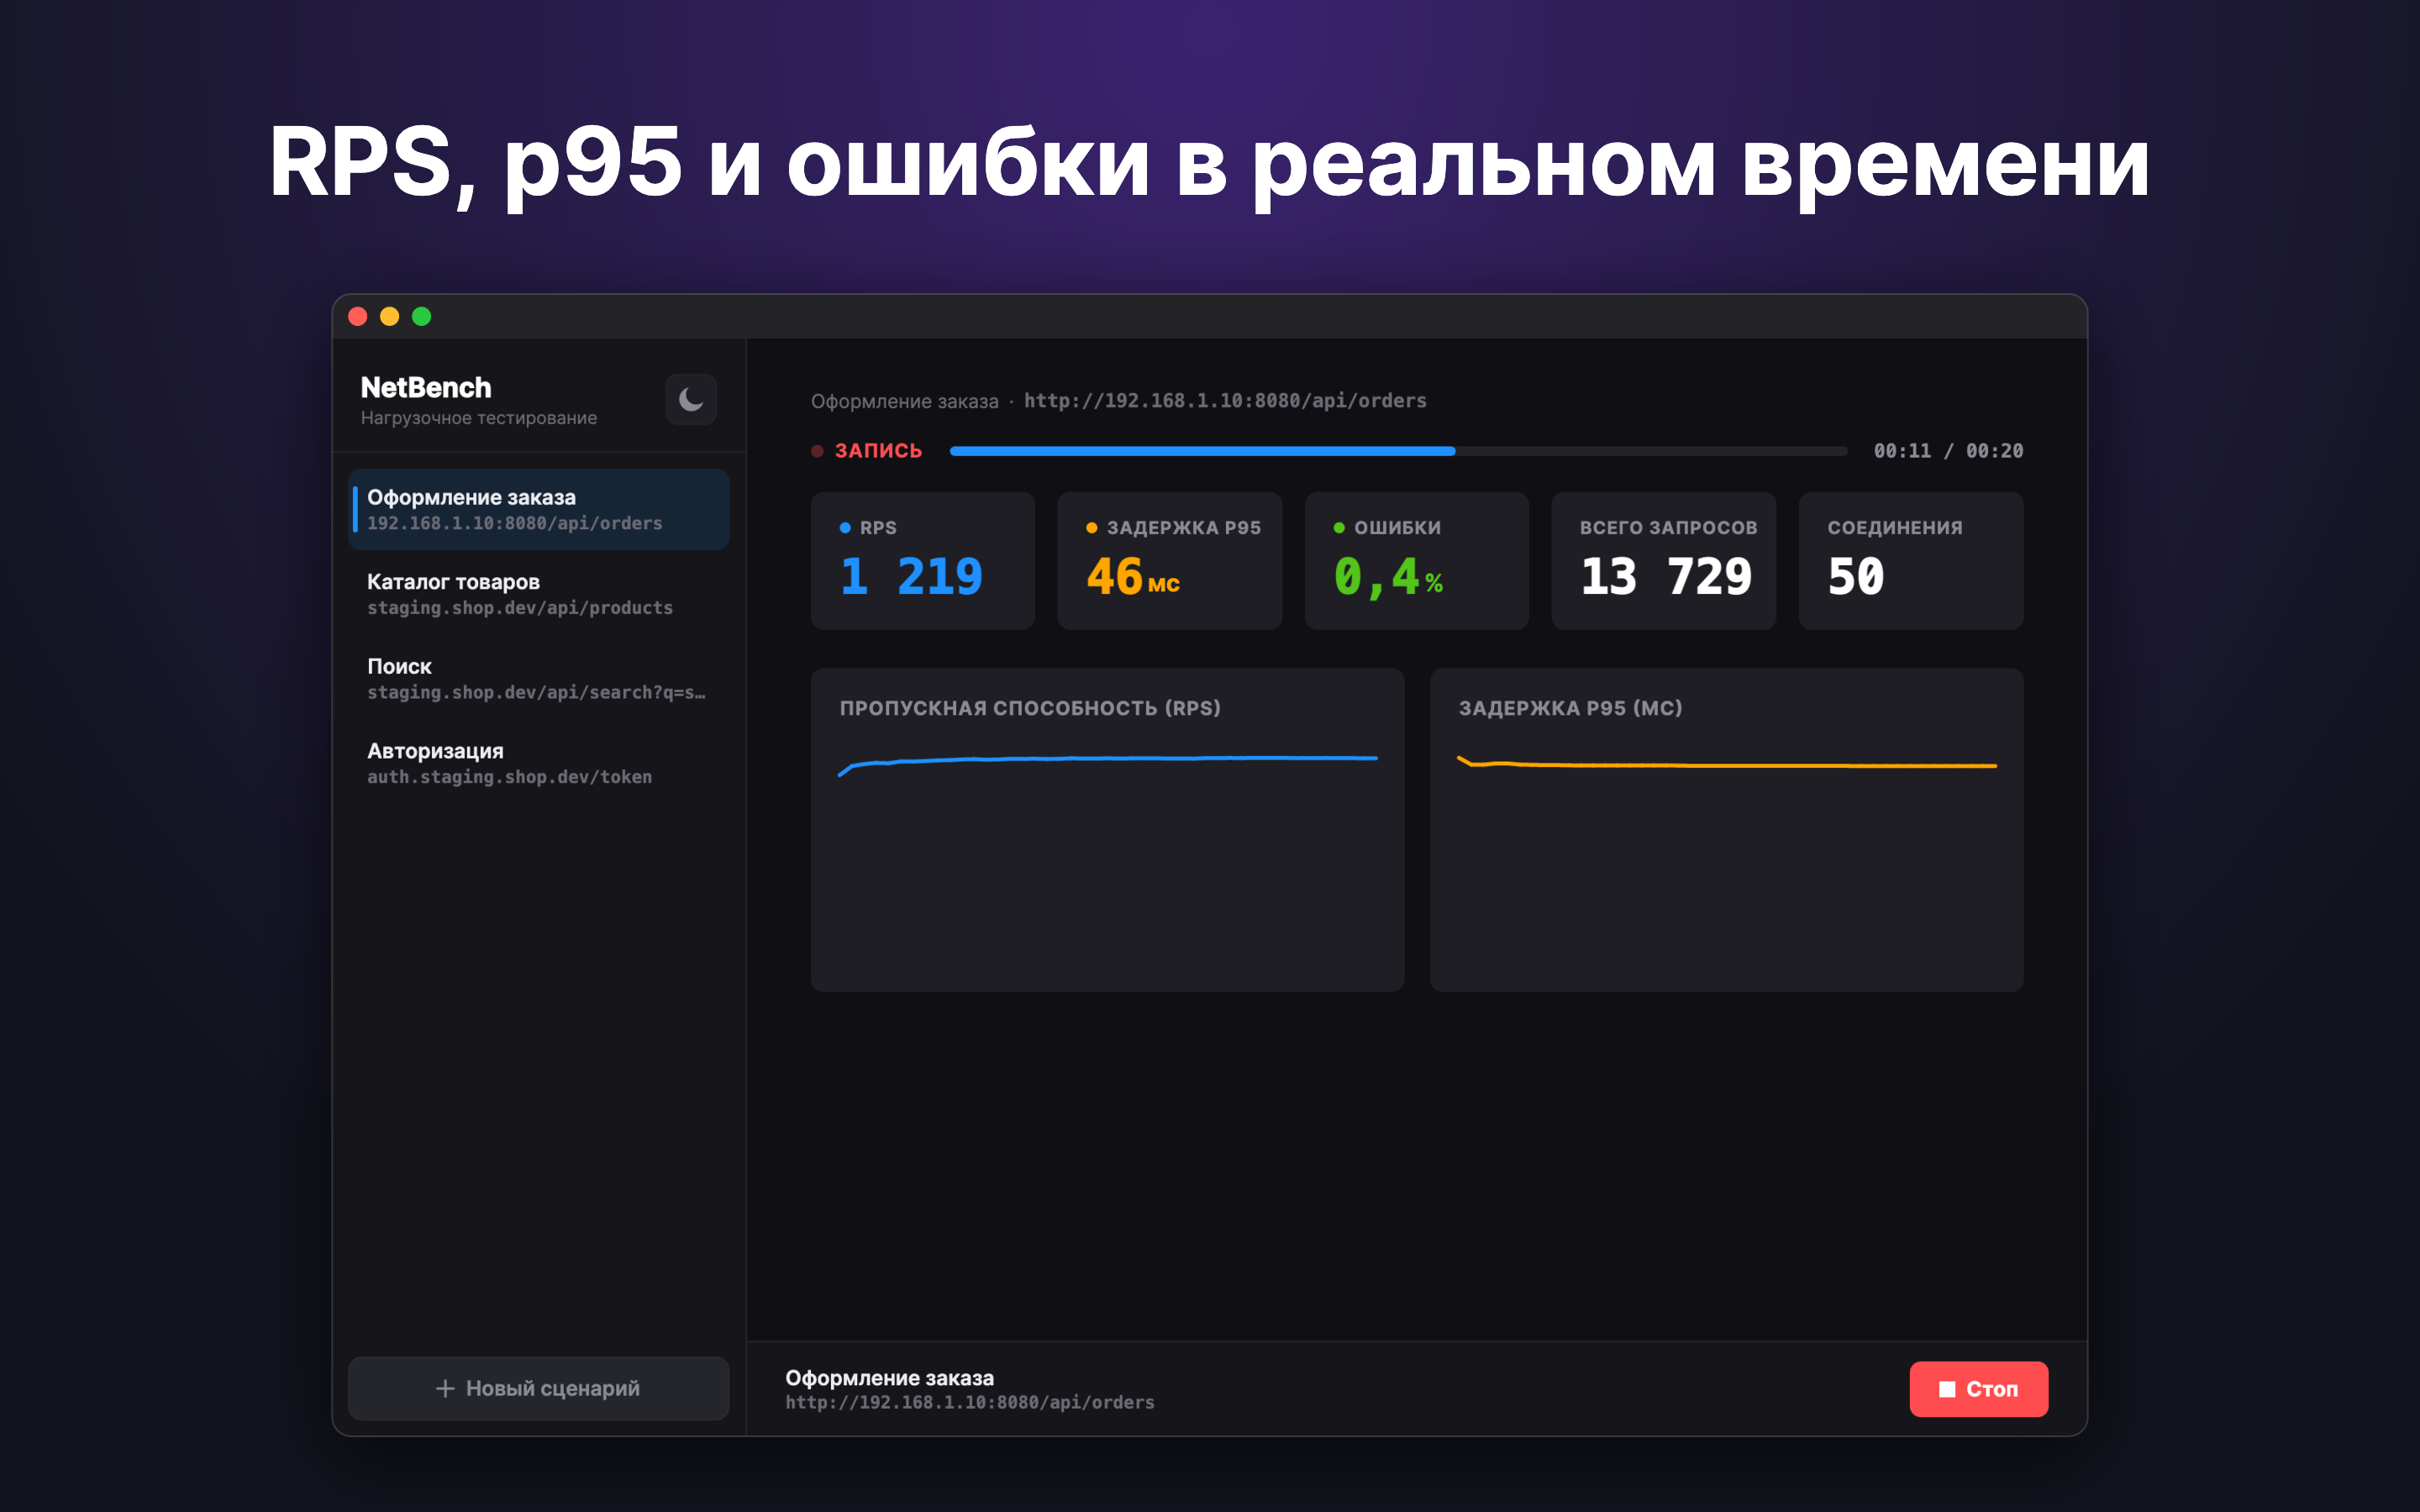 RPS, p95 и ошибки в реальном времени
NetBench
Нагрузочное тестирование
Оформление заказа
192.168.1.10:8080/api/orders
Каталог товаров
staging.shop.dev/api/products
Поиск
staging.shop.dev/api/search?q=s…
Авторизация
auth.staging.shop.dev/token
+ Новый сценарий
Оформление заказа · http://192.168.1.10:8080/api/orders
ЗАПИСЬ
00:11 / 00:20
RPS
1 219
ЗАДЕРЖКА P95
46 мс
ОШИБКИ
0,4 %
ВСЕГО ЗАПРОСОВ
13 729
СОЕДИНЕНИЯ
50
ПРОПУСКНАЯ СПОСОБНОСТЬ (RPS)
ЗАДЕРЖКА P95 (МС)
Оформление заказа
http://192.168.1.10:8080/api/orders
Стоп